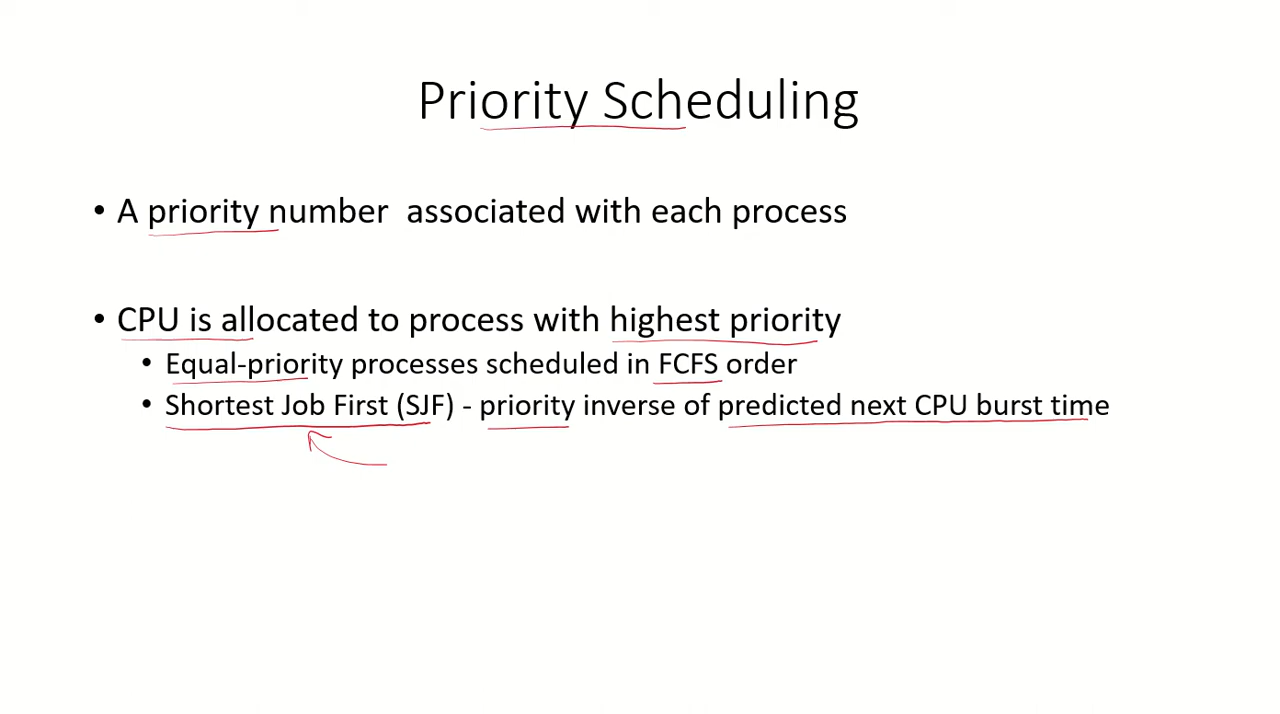 Priority Scheduling
• A priority number associated with each process
• CPU is allocated to process with highest priority
• Equal-priority processes scheduled in FCFS order
• Shortest Job First (SJF) - priority inverse of predicted next CPU burst time